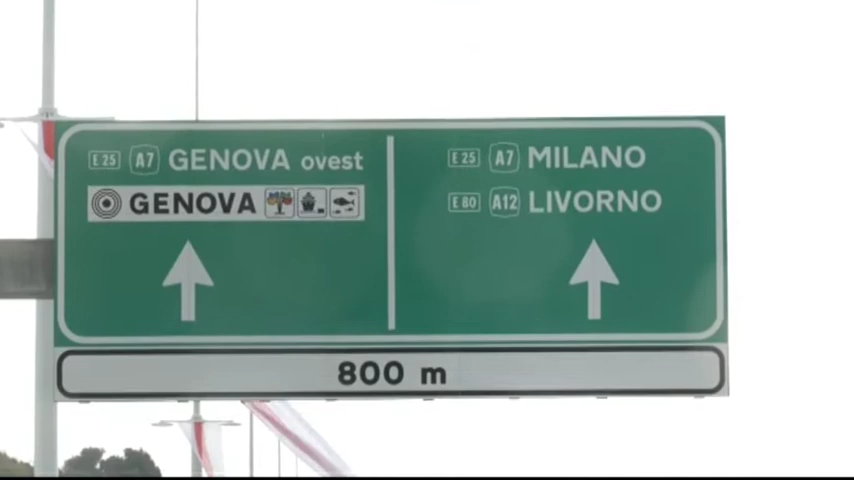 E 25 A7 GENOVA ovest
GENOVA
E 25 A7 MILANO
E 80 A12 LIVORNO
800 m